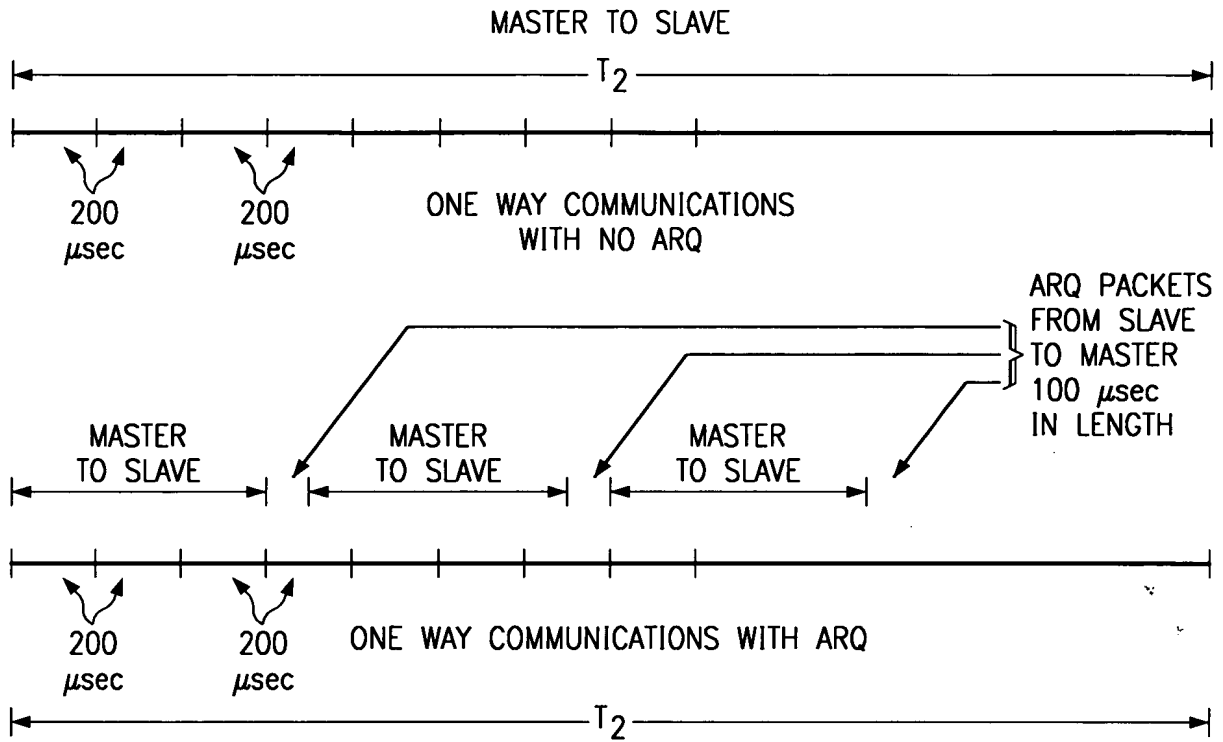 MASTER TO SLAVE
T2
200
μsec
200
μsec
ONE WAY COMMUNICATIONS
WITH NO ARQ
ARQ PACKETS
FROM SLAVE
TO MASTER
100 μsec
IN LENGTH
MASTER
TO SLAVE
MASTER
TO SLAVE
MASTER
TO SLAVE
200
μsec
200
μsec
ONE WAY COMMUNICATIONS WITH ARQ
T2